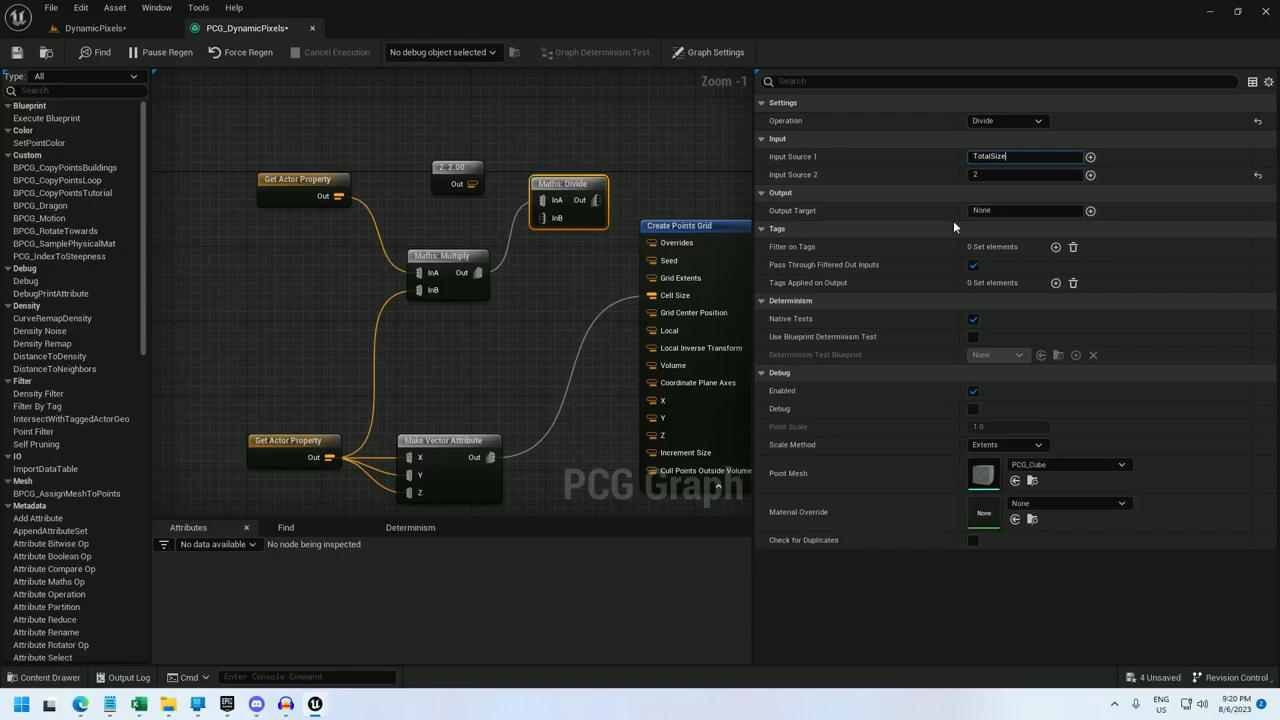 File Edit Asset Window Tools Help
DynamicPixels* PCG_DynamicPixels*
Find Pause Regen Force Regen Cancel Execution No debug object selected Graph Determinism Test Graph Settings
Type: All
Search
Blueprint
Execute Blueprint
Color
SetPointColor
Custom
BPCG_CopyPointsBuildings
BPCG_CopyPointsLoop
BPCG_CopyPointsTutorial
BPCG_Dragon
BPCG_Motion
BPCG_RotateTowards
BPCG_SamplePhysicalMat
PCG_IndexToSteepness
Debug
Debug
DebugPrintAttribute
Density
CurveRemapDensity
Density Noise
Density Remap
DistanceToDensity
DistanceToNeighbors
Filter
Density Filter
Filter By Tag
IntersectWithTaggedActorGeo
Point Filter
Self Pruning
IO
ImportDataTable
Mesh
BPCG_AssignMeshToPoints
Metadata
Add Attribute
AppendAttributeSet
Attribute Bitwise Op
Attribute Boolean Op
Attribute Compare Op
Attribute Maths Op
Attribute Operation
Attribute Partition
Attribute Reduce
Attribute Rename
Attribute Rotator Op
Attribute Select
Zoom -1
2: 2.00
Out
Get Actor Property
Out
Maths: Divide
InA Out
InB
Maths: Multiply
InA Out
InB
Get Actor Property
Out
Make Vector Attribute
X Out
Y
Z
Create Points Grid
Overrides
Seed
Grid Extents
Cell Size
Grid Center Position
Local
Local Inverse Transform
Volume
Coordinate Plane Axes
X
Y
Z
Increment Size
Cull Points Outside Volume
PCG Graph
Attributes Find Determinism
No data available No node being inspected
Search
Settings
Operation Divide
Input
Input Source 1 TotalSize
Input Source 2 2
Output
Output Target None
Tags
Filter on Tags 0 Set elements
Pass Through Filtered Out Inputs
Tags Applied on Output 0 Set elements
Determinism
Native Tests
Use Blueprint Determinism Test
Determinism Test Blueprint None
Debug
Enabled
Debug
Point Scale 1.0
Scale Method Extents
Point Mesh PCG_Cube
Material Override None None
Check for Duplicates
Content Drawer Output Log Cmd Enter Console Command 4 Unsaved Revision Control
ENG
US
9:20 PM
8/6/2023
2